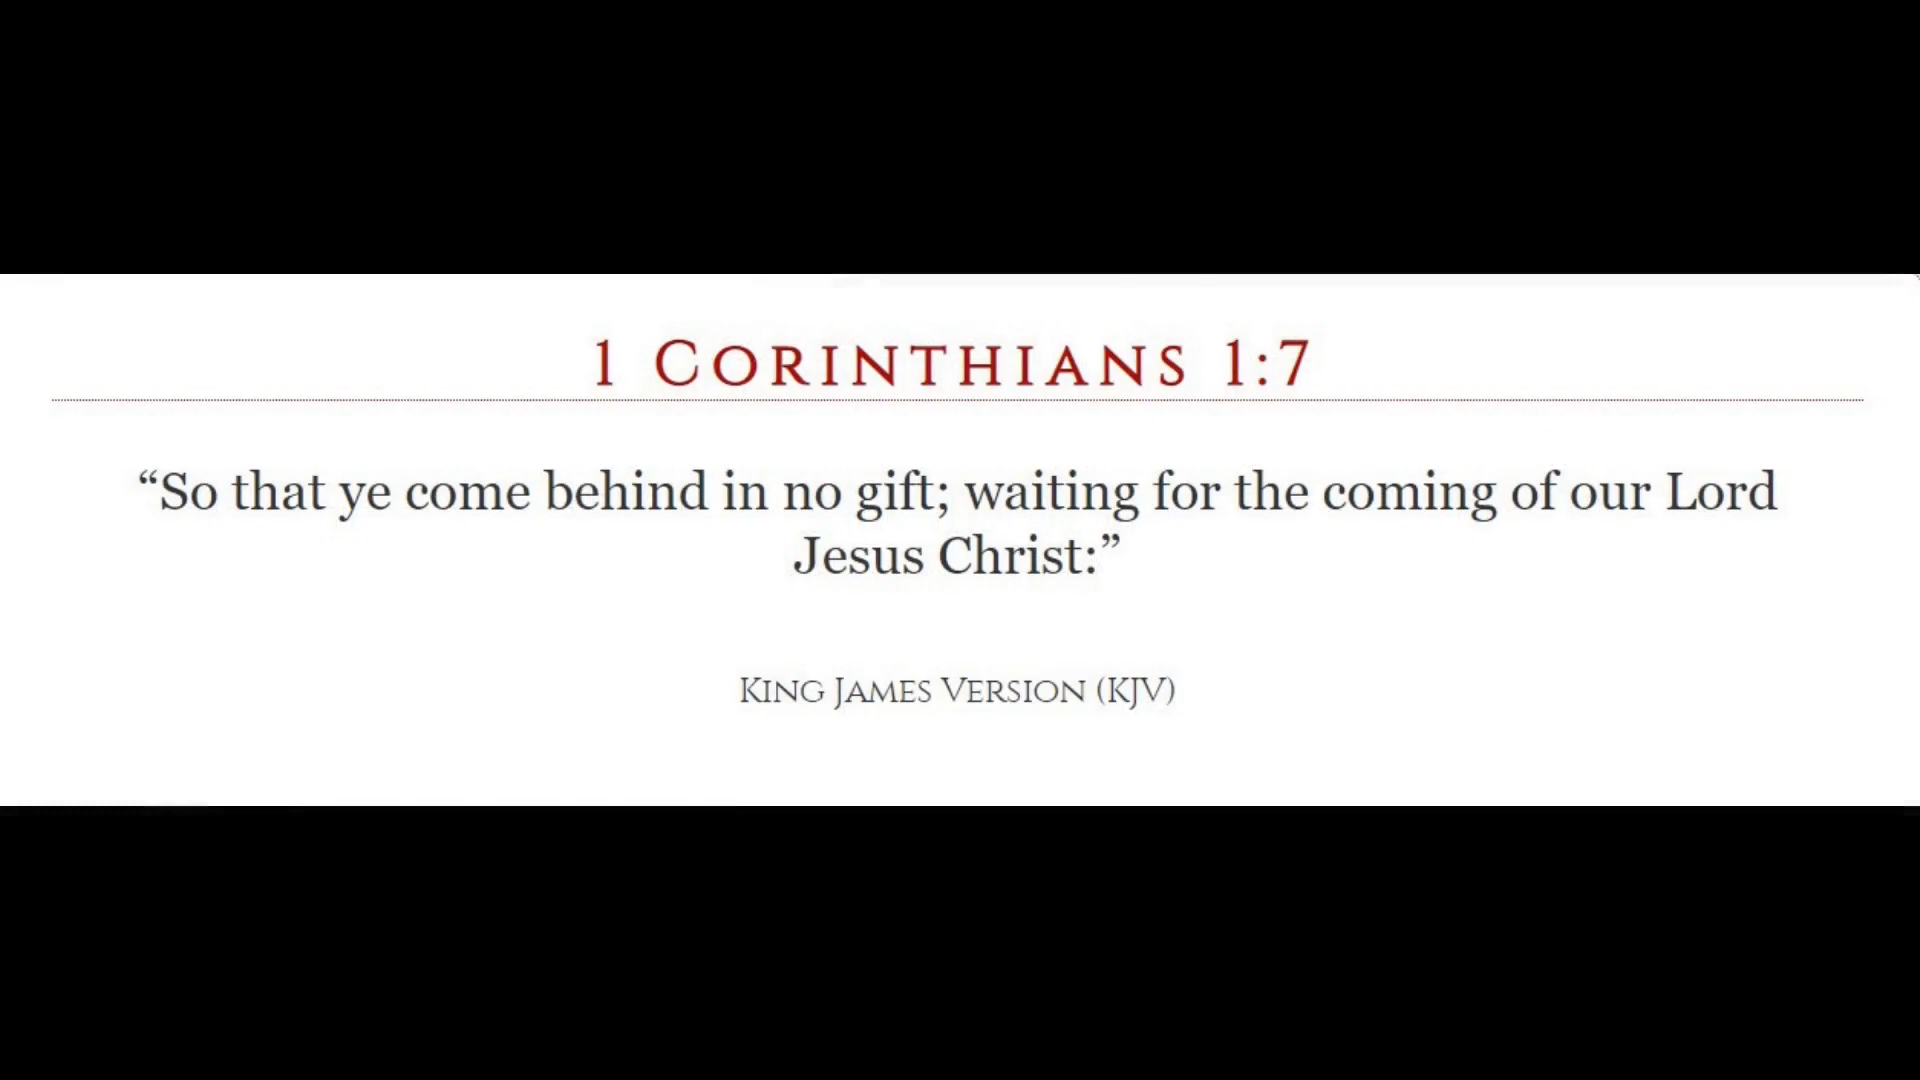 1 Corinthians 1:7
“So that ye come behind in no gift; waiting for the coming of our Lord
Jesus Christ:”
King James Version (KJV)